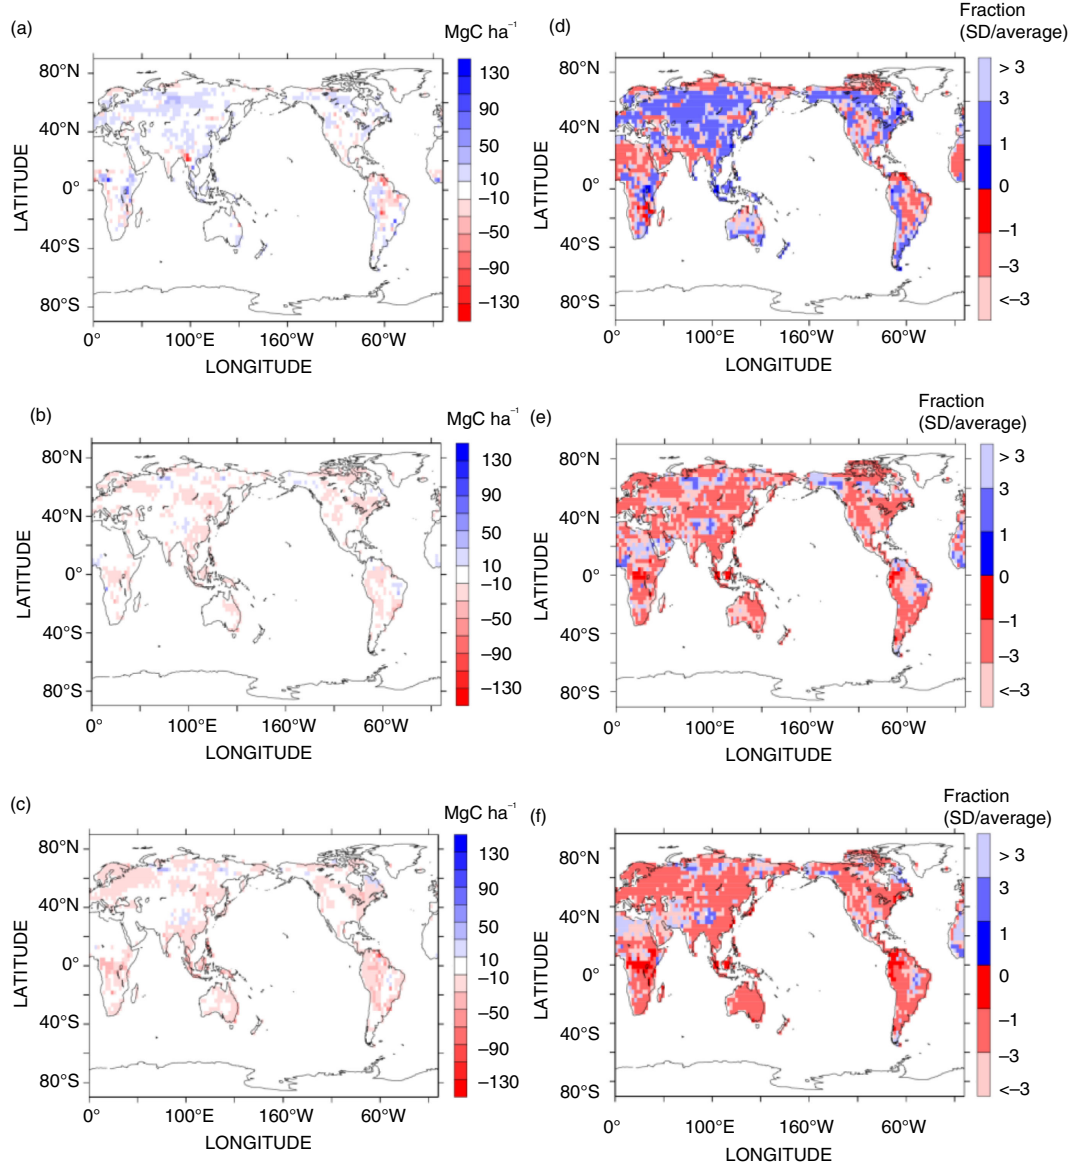 (a)
MgC ha⁻¹
80°N
40°N
0°
40°S
80°S
LATITUDE
0°
100°E
160°W
60°W
LONGITUDE
130
90
50
10
–10
–50
–90
–130
(d)
Fraction
(SD/average)
80°N
40°N
0°
40°S
80°S
LATITUDE
0°
100°E
160°W
60°W
LONGITUDE
> 3
3
1
0
–1
–3
<–3
(b)
MgC ha⁻¹
80°N
40°N
0°
40°S
80°S
LATITUDE
0°
100°E
160°W
60°W
LONGITUDE
130
90
50
10
–10
–50
–90
–130
(e)
Fraction
(SD/average)
80°N
40°N
0°
40°S
80°S
LATITUDE
0°
100°E
160°W
60°W
LONGITUDE
> 3
3
1
0
–1
–3
<–3
(c)
MgC ha⁻¹
80°N
40°N
0°
40°S
80°S
LATITUDE
0°
100°E
160°W
60°W
LONGITUDE
130
90
50
10
–10
–50
–90
–130
(f)
Fraction
(SD/average)
80°N
40°N
0°
40°S
80°S
LATITUDE
0°
100°E
160°W
60°W
LONGITUDE
> 3
3
1
0
–1
–3
<–3